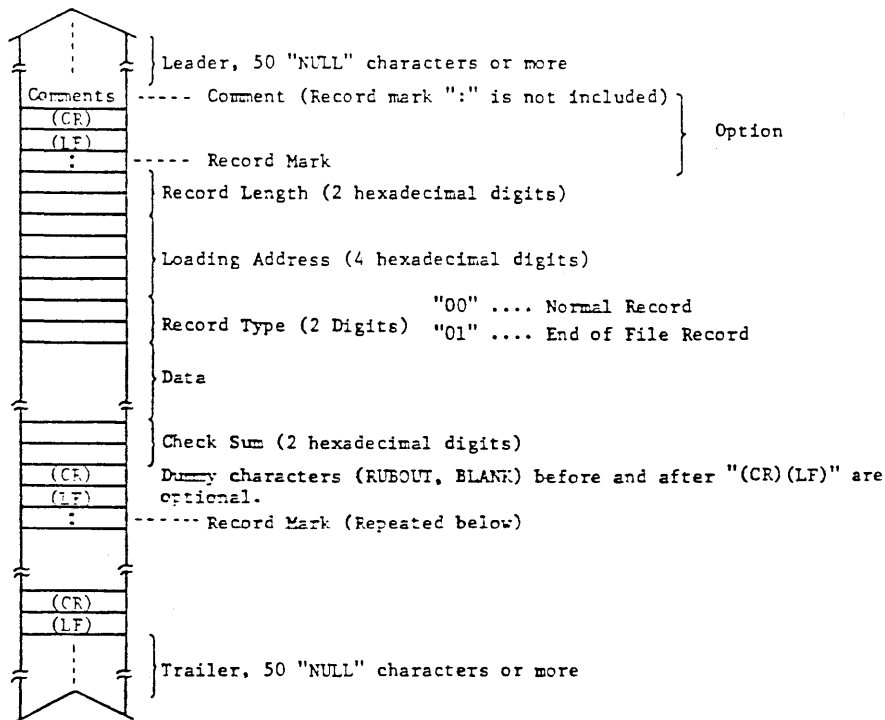 Leader, 50 "NULL" characters or more
Comments ----- Comment (Record mark ":" is not included)
Option
(CR)
(LF)
: ----- Record Mark
Record Length (2 hexadecimal digits)
Loading Address (4 hexadecimal digits)
Record Type (2 Digits) "00" .... Normal Record
"01" .... End of File Record
Data
Check Sum (2 hexadecimal digits)
(CR) Dummy characters (RUBOUT, BLANK) before and after "(CR)(LF)" are
(LF) optional.
: ------ Record Mark (Repeated below)
(CR)
(LF)
Trailer, 50 "NULL" characters or more